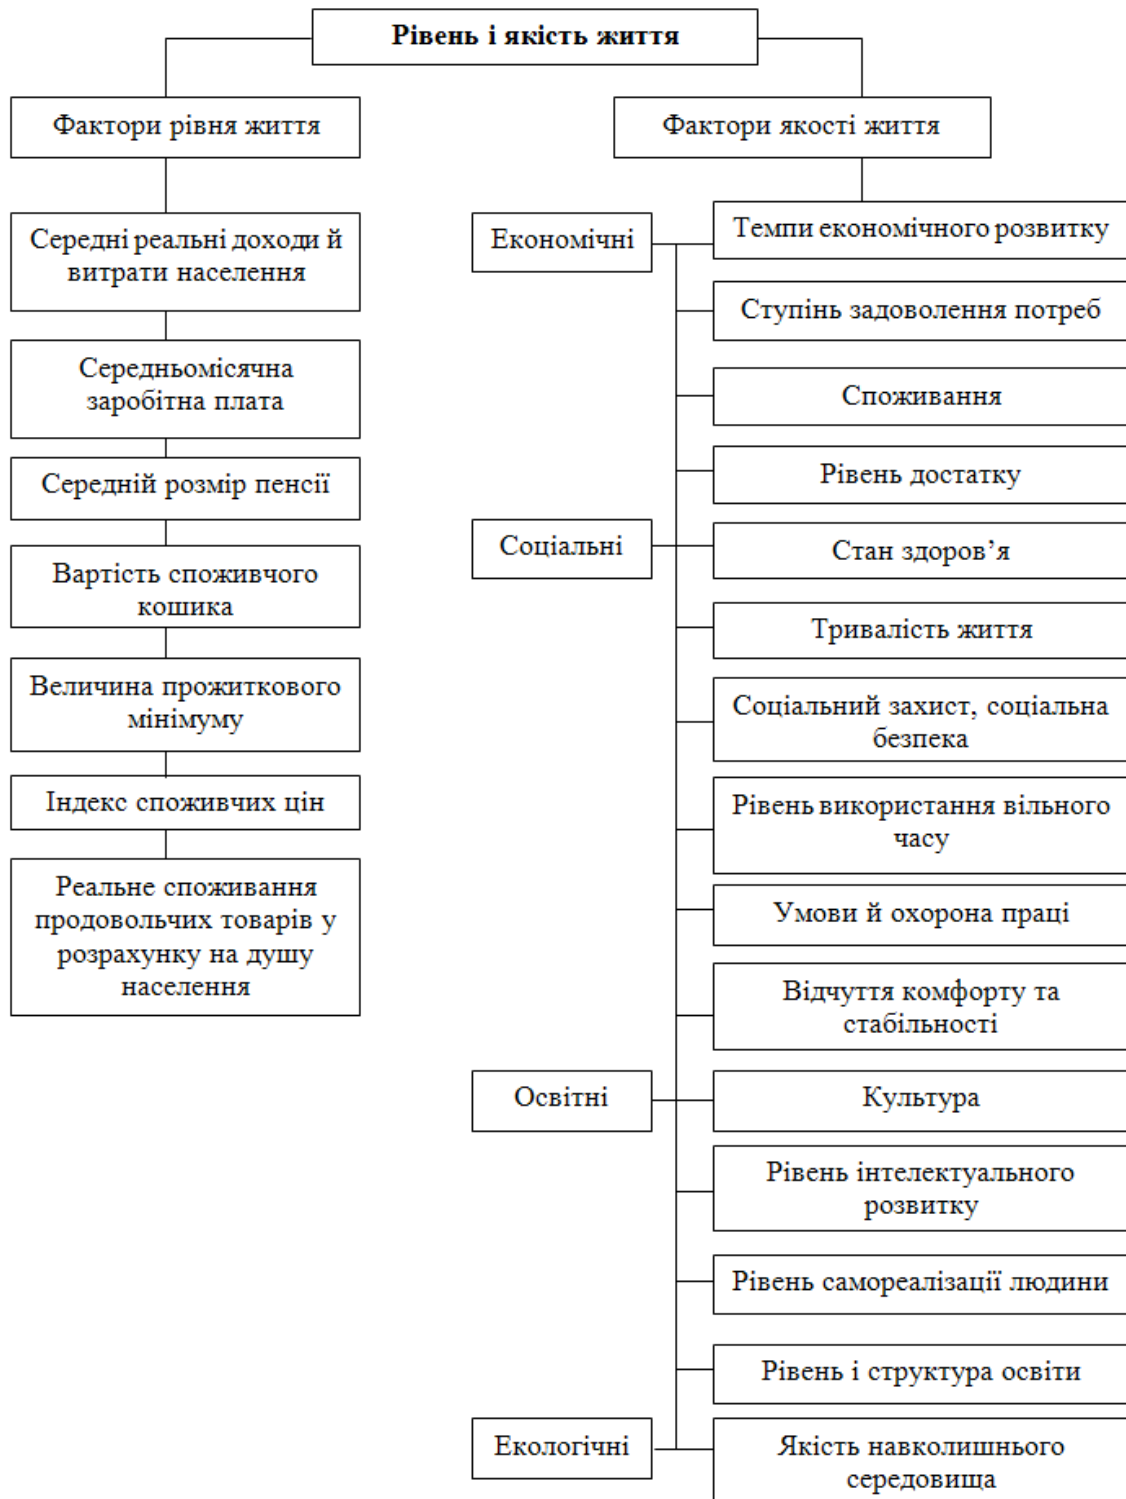 Рівень і якість життя
Фактори рівня життя
Фактори якості життя
Середні реальні доходи й
витрати населення
Середньомісячна
заробітна плата
Середній розмір пенсії
Вартість споживчого
кошика
Величина прожиткового
мінімуму
Індекс споживчих цін
Реальне споживання
продовольчих товарів у
розрахунку на душу
населення
Економічні
Темпи економічного розвитку
Ступінь задоволення потреб
Споживання
Рівень достатку
Соціальні
Стан здоров’я
Тривалість життя
Соціальний захист, соціальна
безпека
Рівень використання вільного
часу
Умови й охорона праці
Відчуття комфорту та
стабільності
Освітні
Культура
Рівень інтелектуального
розвитку
Рівень самореалізації людини
Рівень і структура освіти
Екологічні
Якість навколишнього
середовища